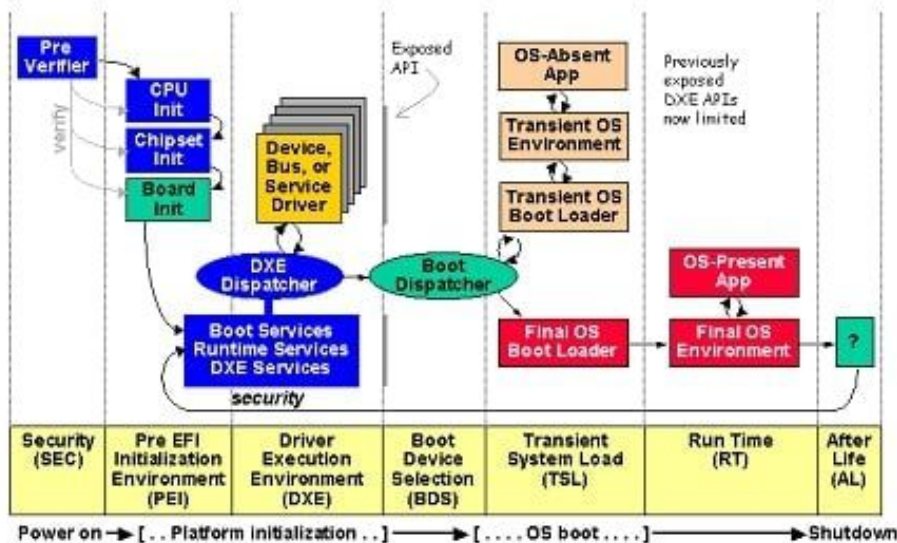 Pre
Verifier
verify
CPU
Init
Chipset
Init
Board
Init
Device,
Bus, or
Service
Driver
Exposed
API
OS-Absent
App
Transient OS
Environment
Transient OS
Boot Loader
Previously
exposed
DXE APIs
now limited
DXE
Dispatcher
Boot
Dispatcher
OS-Present
App
Boot Services
Runtime Services
DXE Services
Final OS
Boot Loader
Final OS
Environment
?
security
Security
(SEC)
Pre EFI
Initialization
Environment
(PEI)
Driver
Execution
Environment
(DXE)
Boot
Device
Selection
(BDS)
Transient
System Load
(TSL)
Run Time
(RT)
After
Life
(AL)
Power on [ . . Platform initialization . . ] [ . . . . OS boot . . . . ] Shutdown